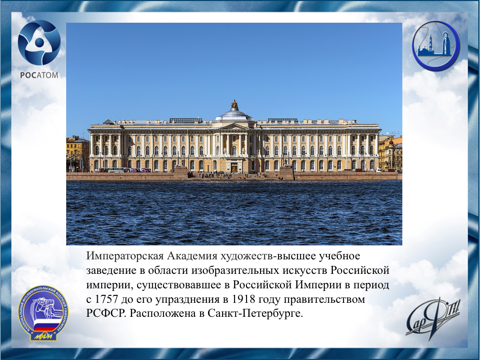 РОСАТОМ
Императорская Академия художеств-высшее учебное
заведение в области изобразительных искусств Российской
империи, существовавшее в Российской Империи в период
с 1757 до его упразднения в 1918 году правительством
РСФСР. Расположена в Санкт-Петербурге.
СарФТИ